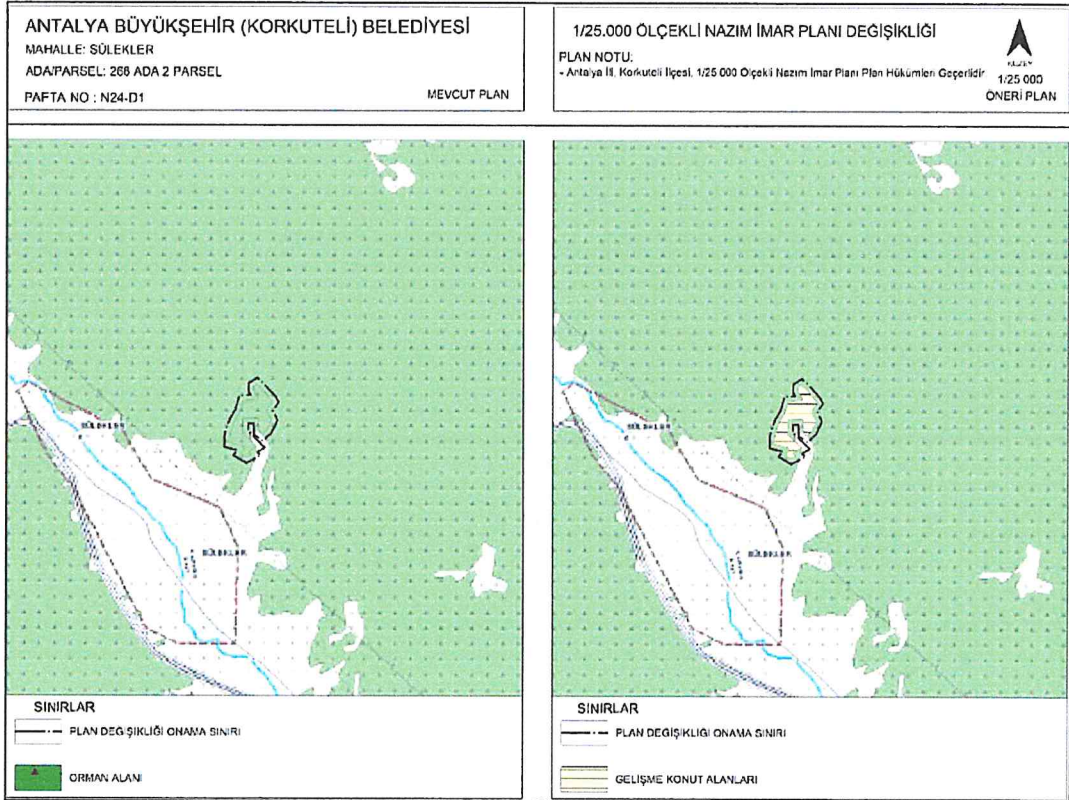 ANTALYA BÜYÜKŞEHİR (KORKUTELİ) BELEDİYESİ
MAHALLE: SÜLEKLER
ADA/PARSEL: 266 ADA 2 PARSEL
PAFTA NO : N24-D1
MEVCUT PLAN
1/25.000 ÖLÇEKLİ NAZIM İMAR PLANI DEĞİŞİKLİĞİ
PLAN NOTU:
- Antalya İli, Korkuteli İlçesi, 1/25 000 Ölçekli Nazım İmar Planı Plan Hükümleri Geçerlidir
KUZEY
1/25 000
ÖNERİ PLAN
SÜLEKLER
SÜLEKLER
SÜLEKLER
SÜLEKLER
SINIRLAR
PLAN DEĞİŞİKLİĞİ ONAMA SINIRI
ORMAN ALANI
SINIRLAR
PLAN DEĞİŞİKLİĞİ ONAMA SINIRI
GELİŞME KONUT ALANLARI